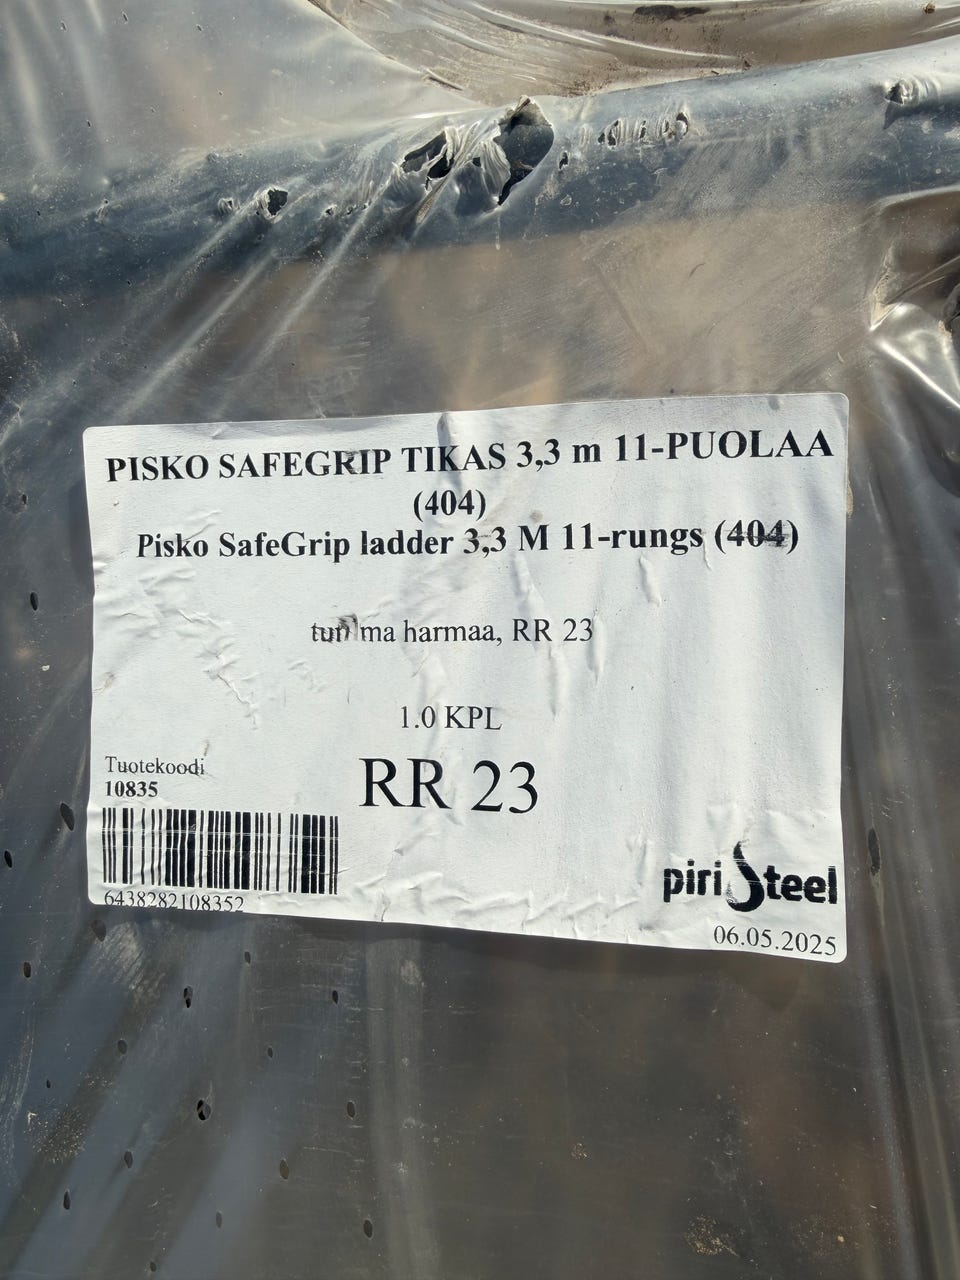 PISKO SAFEGRIP TIKAS 3,3 m 11-PUOLAA
(404)
Pisko SafeGrip ladder 3,3 M 11-rungs (404)
harmaa, RR 23
1.0 KPL
RR 23
Tuotekoodi
10835
6438282108352
piriSteel
06.05.2025